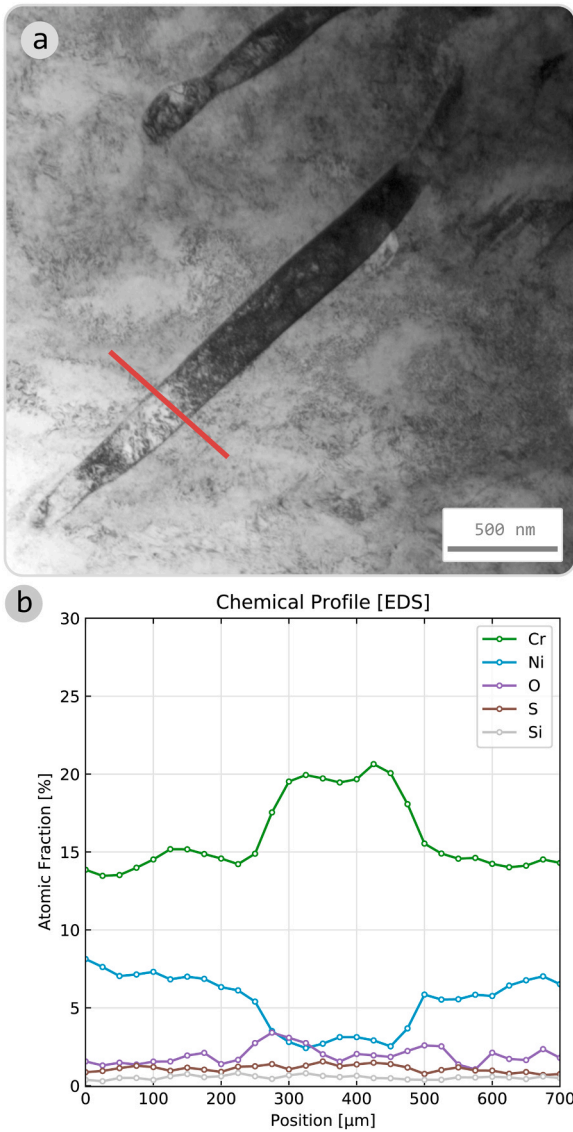 a
500 nm
b
Chemical Profile [EDS]
30
25
20
15
10
5
0
Atomic Fraction [%]
Cr
Ni
O
S
Si
0 100 200 300 400 500 600 700
Position [µm]